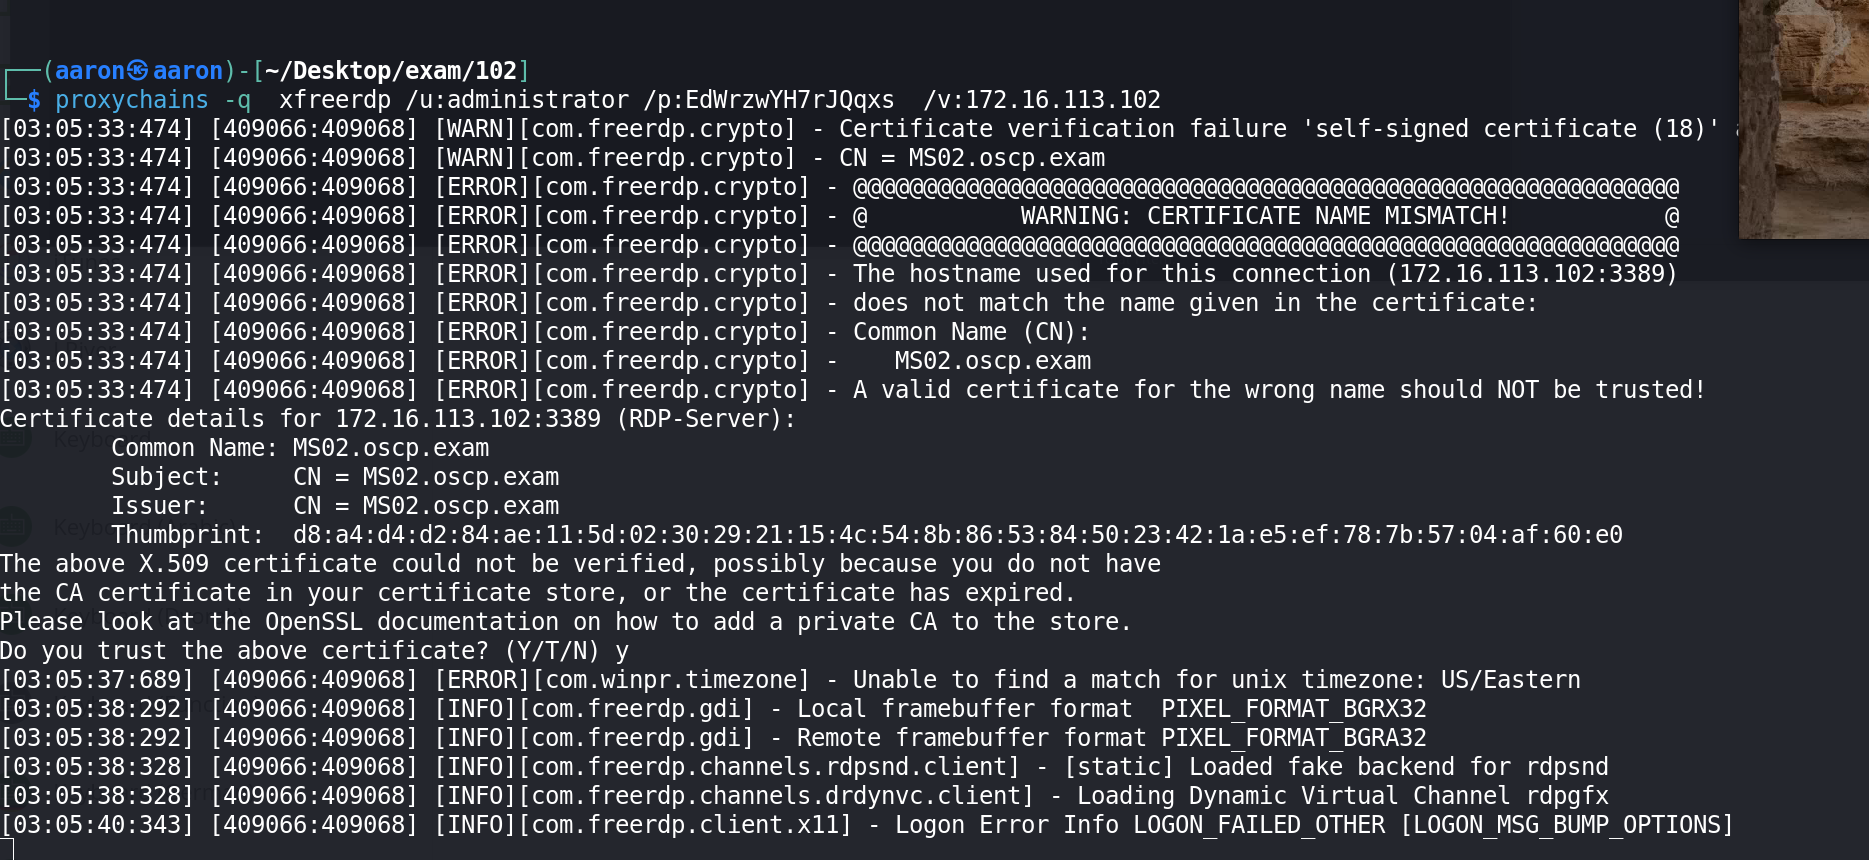 ┌──(aaron㉿aaron)-[~/Desktop/exam/102]
└─$ proxychains -q  xfreerdp /u:administrator /p:EdWrzwYH7rJQqxs  /v:172.16.113.102
[03:05:33:474] [409066:409068] [WARN][com.freerdp.crypto] - Certificate verification failure 'self-signed certificate (18)'
[03:05:33:474] [409066:409068] [WARN][com.freerdp.crypto] - CN = MS02.oscp.exam
[03:05:33:474] [409066:409068] [ERROR][com.freerdp.crypto] - @@@@@@@@@@@@@@@@@@@@@@@@@@@@@@@@@@@@@@@@@@@@@@@@@@@@@@@@@@@
[03:05:33:474] [409066:409068] [ERROR][com.freerdp.crypto] - @           WARNING: CERTIFICATE NAME MISMATCH!           @
[03:05:33:474] [409066:409068] [ERROR][com.freerdp.crypto] - @@@@@@@@@@@@@@@@@@@@@@@@@@@@@@@@@@@@@@@@@@@@@@@@@@@@@@@@@@@
[03:05:33:474] [409066:409068] [ERROR][com.freerdp.crypto] - The hostname used for this connection (172.16.113.102:3389)
[03:05:33:474] [409066:409068] [ERROR][com.freerdp.crypto] - does not match the name given in the certificate:
[03:05:33:474] [409066:409068] [ERROR][com.freerdp.crypto] - Common Name (CN):
[03:05:33:474] [409066:409068] [ERROR][com.freerdp.crypto] -    MS02.oscp.exam
[03:05:33:474] [409066:409068] [ERROR][com.freerdp.crypto] - A valid certificate for the wrong name should NOT be trusted!
Certificate details for 172.16.113.102:3389 (RDP-Server):
        Common Name: MS02.oscp.exam
        Subject:     CN = MS02.oscp.exam
        Issuer:      CN = MS02.oscp.exam
        Thumbprint:  d8:a4:d4:d2:84:ae:11:5d:02:30:29:21:15:4c:54:8b:86:53:84:50:23:42:1a:e5:ef:78:7b:57:04:af:60:e0
The above X.509 certificate could not be verified, possibly because you do not have
the CA certificate in your certificate store, or the certificate has expired.
Please look at the OpenSSL documentation on how to add a private CA to the store.
Do you trust the above certificate? (Y/T/N) y
[03:05:37:689] [409066:409068] [ERROR][com.winpr.timezone] - Unable to find a match for unix timezone: US/Eastern
[03:05:38:292] [409066:409068] [INFO][com.freerdp.gdi] - Local framebuffer format  PIXEL_FORMAT_BGRX32
[03:05:38:292] [409066:409068] [INFO][com.freerdp.gdi] - Remote framebuffer format PIXEL_FORMAT_BGRA32
[03:05:38:328] [409066:409068] [INFO][com.freerdp.channels.rdpsnd.client] - [static] Loaded fake backend for rdpsnd
[03:05:38:328] [409066:409068] [INFO][com.freerdp.channels.drdynvc.client] - Loading Dynamic Virtual Channel rdpgfx
[03:05:40:343] [409066:409068] [INFO][com.freerdp.client.x11] - Logon Error Info LOGON_FAILED_OTHER [LOGON_MSG_BUMP_OPTIONS]